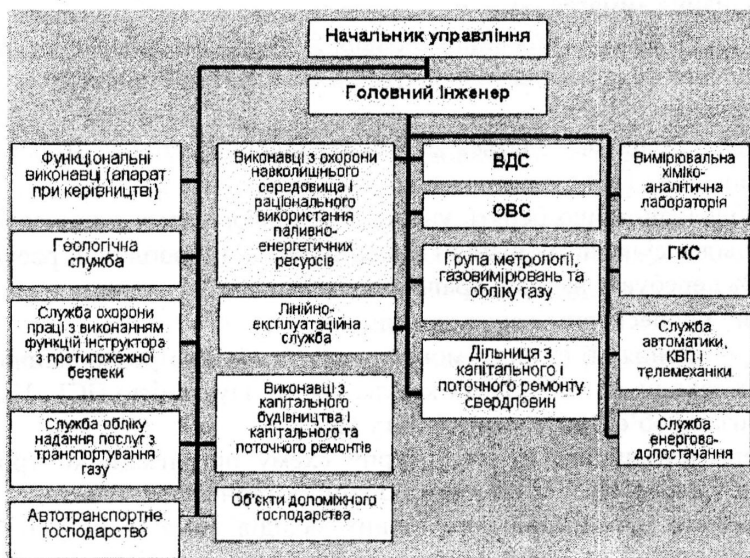 Начальник управління
Головний інженер
Функціональні
виконавці (апарат
при керівництві)
Геологічна
служба
Служба охорони
праці з виконанням
функцій інструктора
з протипожежної
безпеки
Служба обліку
надання послуг з
транспортування
газу
Автотранспортне
господарство
Виконавці з охорони
навколишнього
середовища і
раціонального
використання
паливно-
енергетичних
ресурсів
Лінійно-
експлуатаційна
служба
Виконавці з
капітального
будівництва і
капітального та
поточного ремонтів
Об'єкти доломіжного
господарства
ВДС
ОВС
Група метрології,
газовимірювань та
обліку газу
Дільниця з
капітального і
поточного ремонту
свердловин
Вимірювальна
хіміко-
аналітична
лабораторія
ГКС
Служба
автоматики,
КВП і
телемеханіки
Служба
енергово-
допостачання